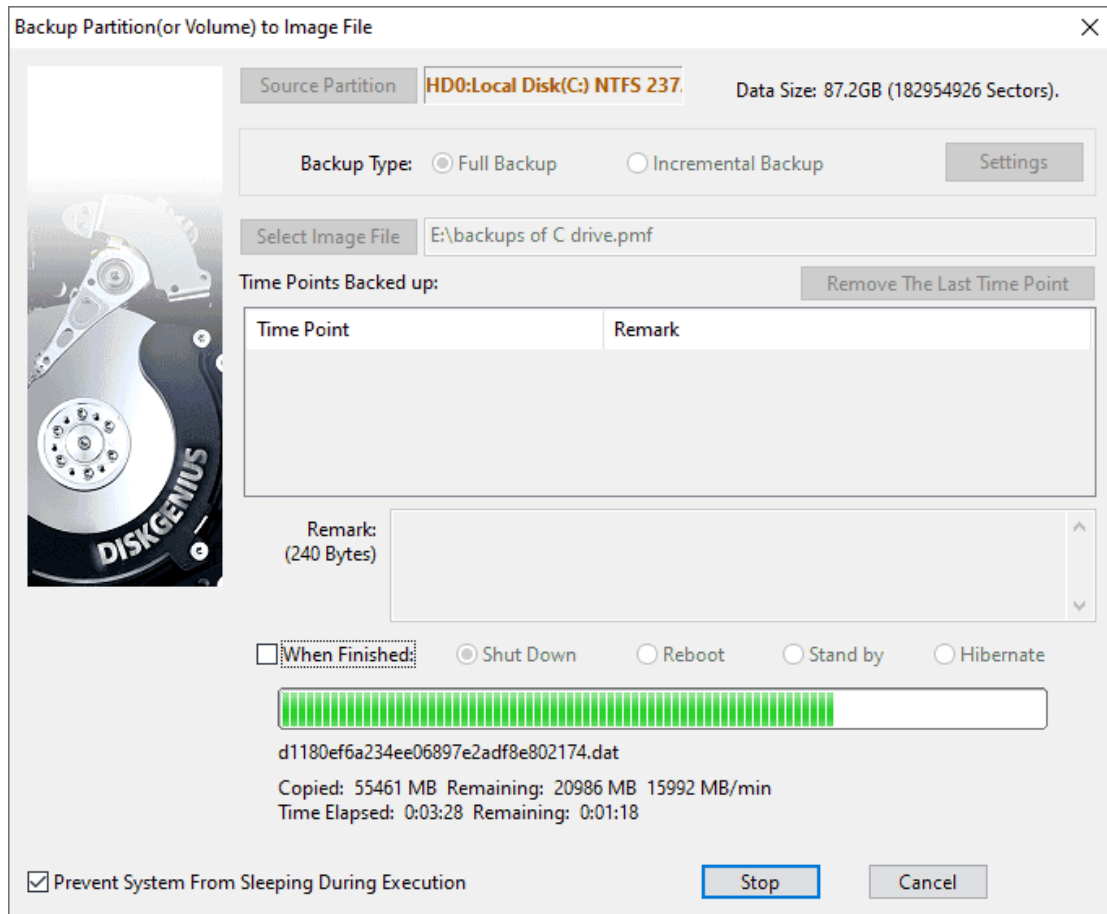 Backup Partition(or Volume) to Image File
Source Partition HD0:Local Disk(C:) NTFS 237. Data Size: 87.2GB (182954926 Sectors).
Backup Type: Full Backup Incremental Backup Settings
Select Image File E:\backups of C drive.pmf
Time Points Backed up: Remove The Last Time Point
Time Point Remark
DISKGENIUS
Remark:
(240 Bytes)
When Finished: Shut Down Reboot Stand by Hibernate
d1180ef6a234ee06897e2adf8e802174.dat
Copied: 55461 MB Remaining: 20986 MB 15992 MB/min
Time Elapsed: 0:03:28 Remaining: 0:01:18
Prevent System From Sleeping During Execution Stop Cancel